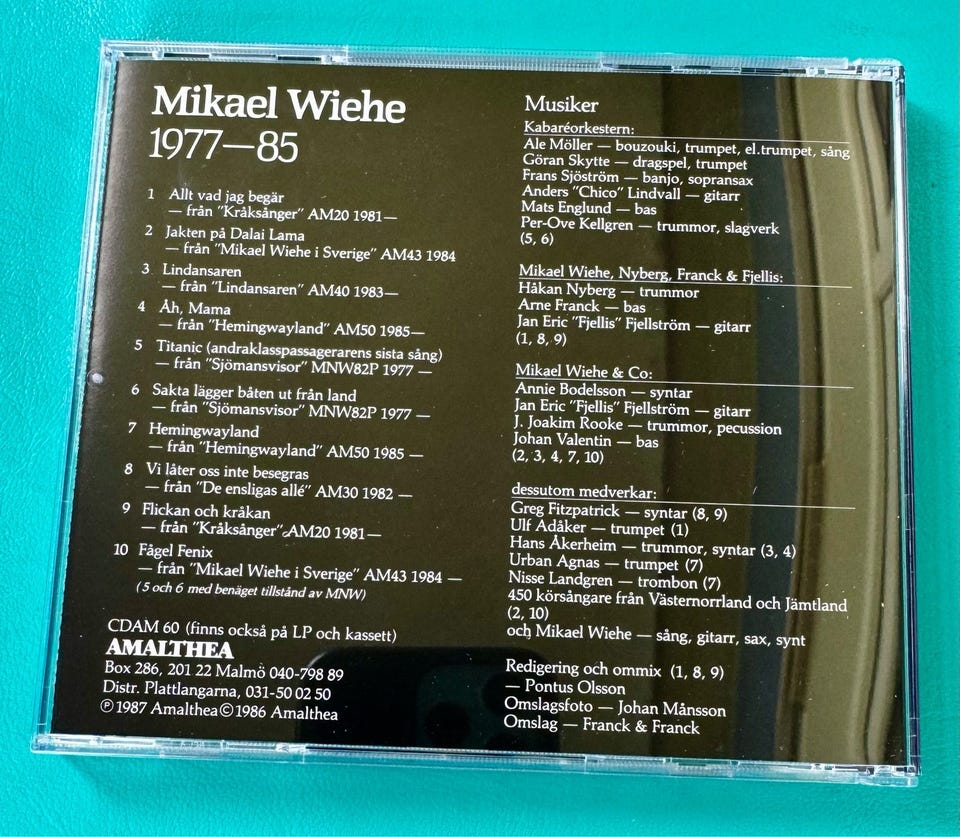 Mikael Wiehe
1977—85
1 Allt vad jag begär
— från "Kråksånger" AM20 1981—
2 Jakten på Dalai Lama
— från "Mikael Wiehe i Sverige" AM43 1984
3 Lindansaren
— från "Lindansaren" AM40 1983—
4 Åh, Mama
— från "Hemingwayland" AM50 1985—
5 Titanic (andraklasspassagerarens sista sång)
— från "Sjömansvisor" MNW82P 1977 —
6 Sakta lägger båten ut från land
— från "Sjömansvisor" MNW82P 1977 —
7 Hemingwayland
— från "Hemingwayland" AM50 1985 —
8 Vi låter oss inte besegras
— från "De ensligas allé" AM30 1982 —
9 Flickan och kråkan
— från "Kråksånger" AM20 1981—
10 Fågel Fenix
— från "Mikael Wiehe i Sverige" AM43 1984 —
(5 och 6 med benäget tillstånd av MNW)
CDAM 60 (finns också på LP och kassett)
AMALTHEA
Box 286, 201 22 Malmö 040-798 89
Distr. Plattlangarna, 031-50 02 50
℗1987 Amalthea©1986 Amalthea
Musiker
Kabaréorkestern:
Ale Möller — bouzouki, trumpet, el.trumpet, sång
Göran Skytte — dragspel, trumpet
Frans Sjöström — banjo, sopransax
Anders "Chico" Lindvall — gitarr
Mats Englund — bas
Per-Ove Kellgren — trummor, slagverk
(5, 6)
Mikael Wiehe, Nyberg, Franck & Fjellis:
Håkan Nyberg — trummor
Arne Franck — bas
Jan Eric "Fjellis" Fjellström — gitarr
(1, 8, 9)
Mikael Wiehe & Co:
Annie Bodelsson — syntar
Jan Eric "Fjellis" Fjellström — gitarr
J. Joakim Rooke — trummor, pecussion
Johan Valentin — bas
(2, 3, 4, 7, 10)
dessutom medverkar:
Greg Fitzpatrick — syntar (8, 9)
Ulf Adåker — trumpet (1)
Hans Åkerheim — trummor, syntar (3, 4)
Urban Agnas — trumpet (7)
Nisse Landgren — trombon (7)
450 körsångare från Västernorrland och Jämtland
(2, 10)
och Mikael Wiehe — sång, gitarr, sax, synt
Redigering och ommix (1, 8, 9)
— Pontus Olsson
Omslagsfoto — Johan Månsson
Omslag — Franck & Franck